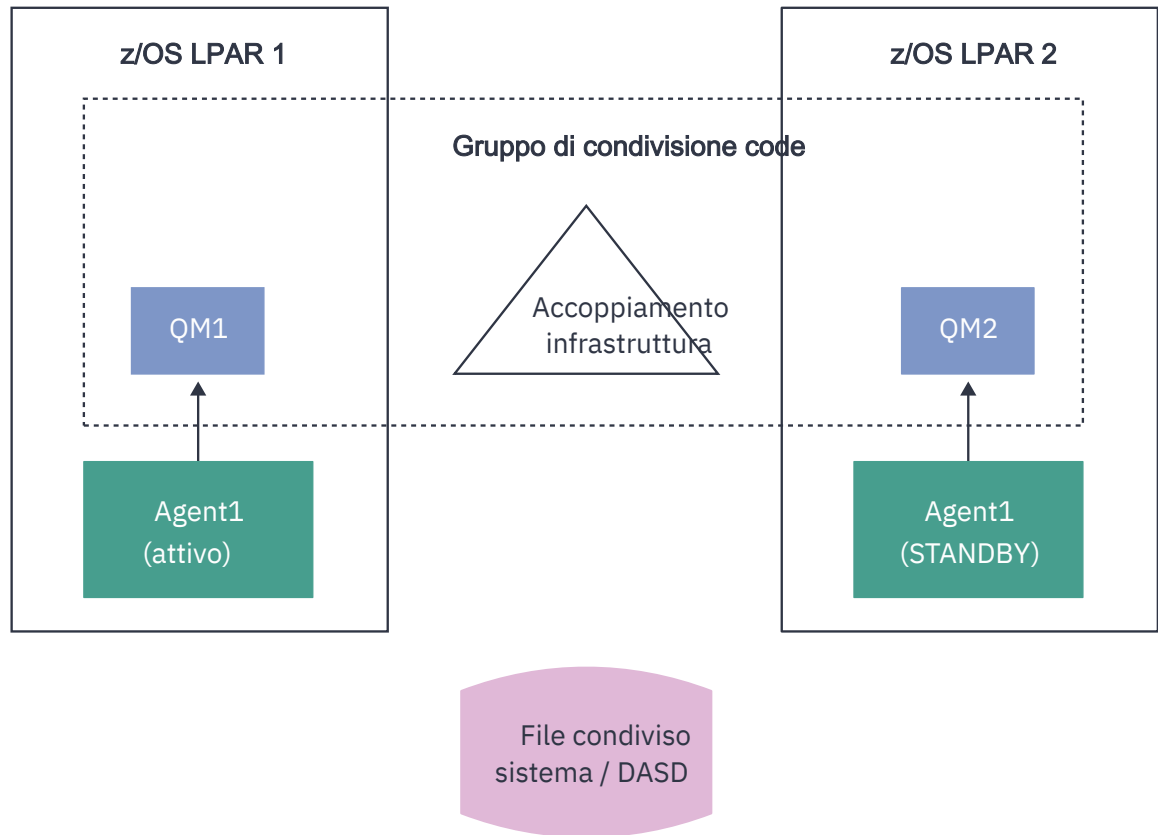 z/OS LPAR 1
z/OS LPAR 2
Gruppo di condivisione code
Accoppiamento
infrastruttura
QM1
QM2
Agent1
(attivo)
Agent1
(STANDBY)
File condiviso
sistema / DASD